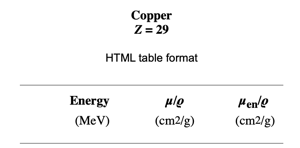 Copper
Z = 29
HTML table format
Energy μ/ϱ μen/ϱ
(MeV) (cm2/g) (cm2/g)